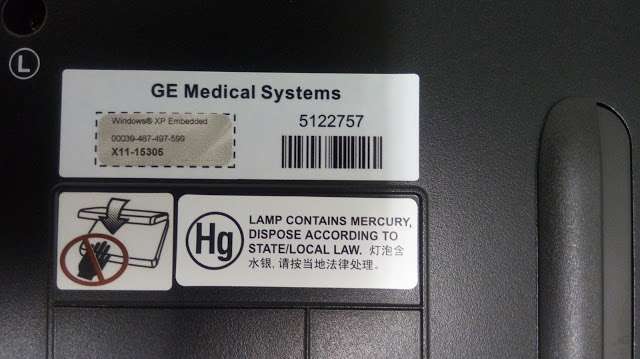 L
GE Medical Systems
Windows® XP Embedded
5122757
00039-467-497-599
X11-15305
Hg
LAMP CONTAINS MERCURY,
DISPOSE ACCORDING TO
STATE/LOCAL LAW. 灯泡含
水银,请按当地法律处理。